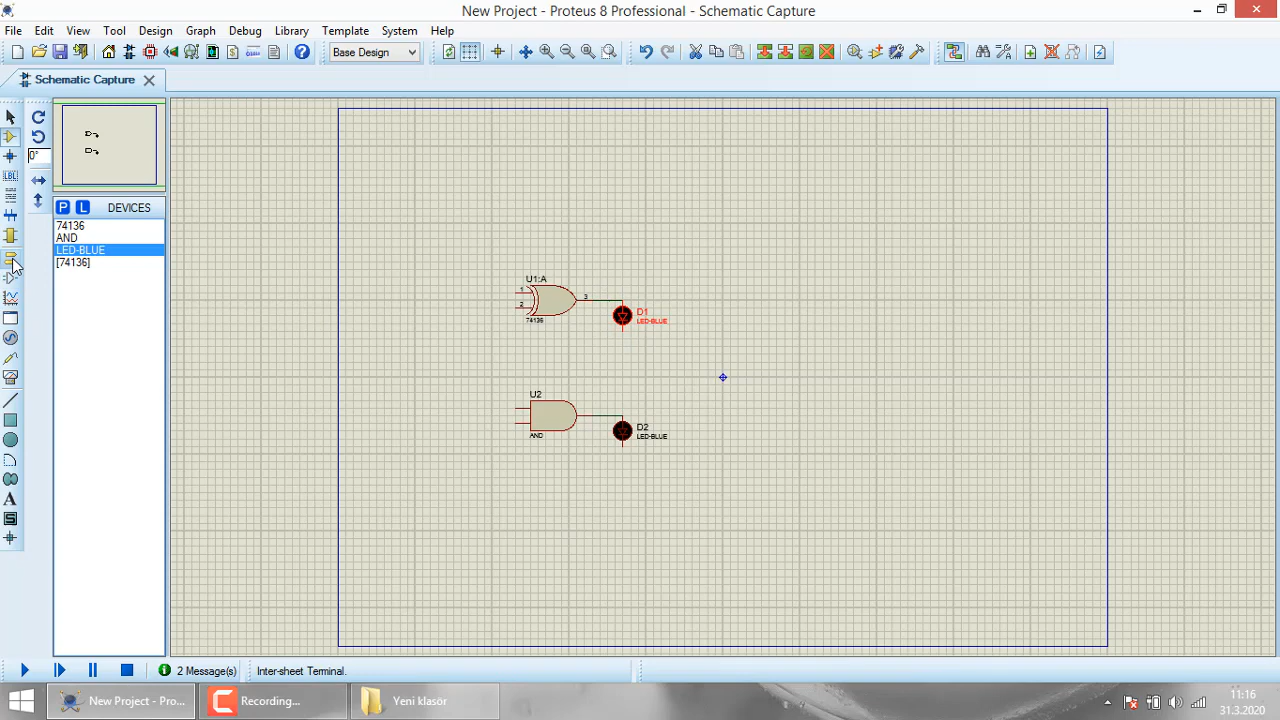 New Project - Proteus 8 Professional - Schematic Capture
File Edit View Tool Design Graph Debug Library Template System Help
Base Design
Schematic Capture
LBL
0°
P L DEVICES
74136
AND
LED-BLUE
[74136]
U1:A
1
2
3
74136
D1
LED-BLUE
U2
AND
D2
LED-BLUE
A
S
2 Message(s) Inter-sheet Terminal.
New Project - Pro... Recording... Yeni klasör
11:16
31.3.2020